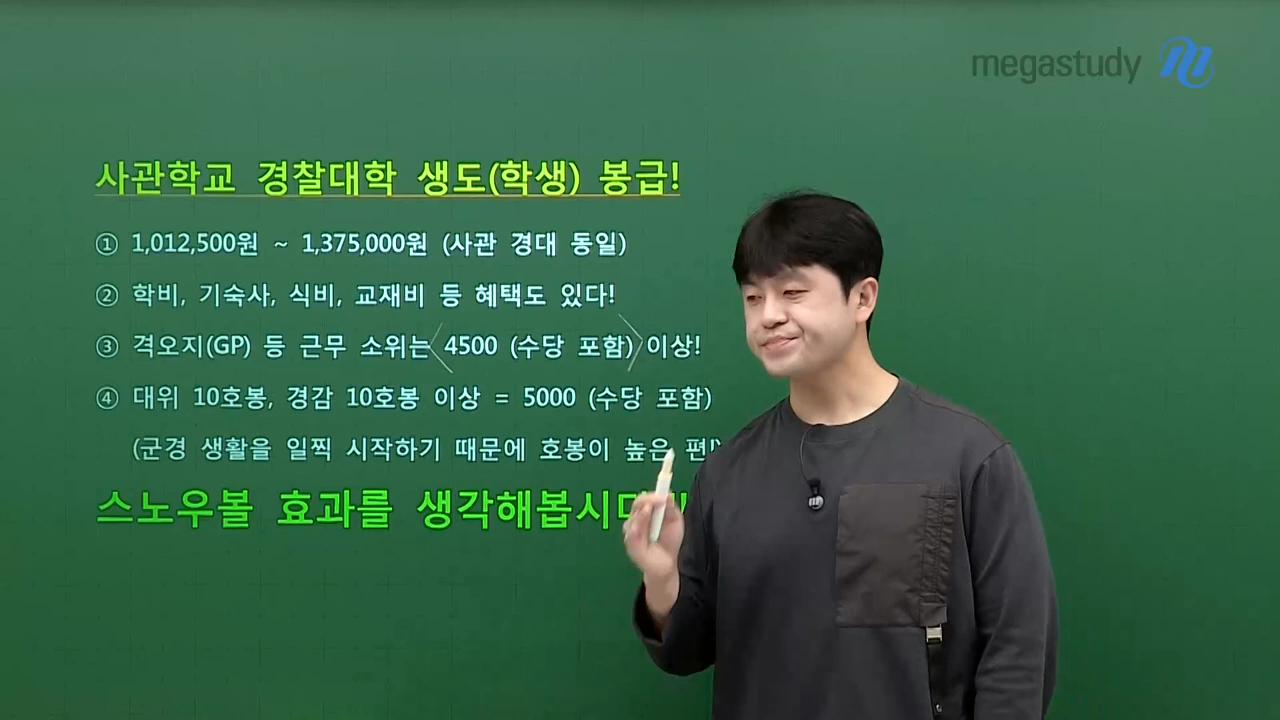 megastudy
사관학교 경찰대학 생도(학생) 봉급!
① 1,012,500원 ~ 1,375,000원 (사관 경대 동일)
② 학비, 기숙사, 식비, 교재비 등 혜택도 있다!
③ 격오지(GP) 등 근무 소위는 4500 (수당 포함) 이상!
④ 대위 10호봉, 경감 10호봉 이상 = 5000 (수당 포함)
(군경 생활을 일찍 시작하기 때문에 호봉이 높은 편!)
스노우볼 효과를